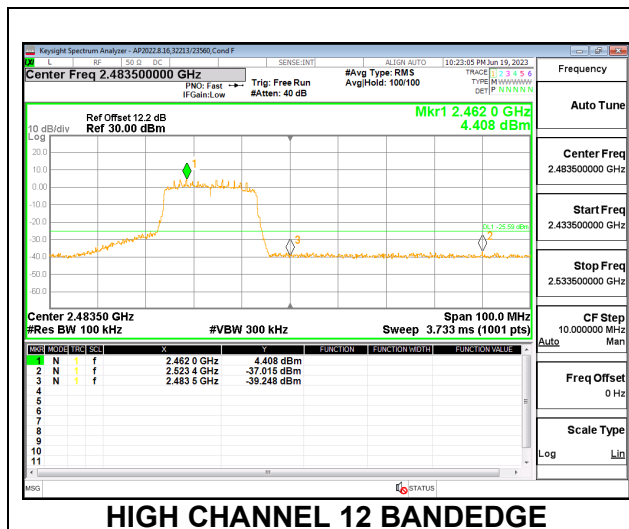 Keysight Spectrum Analyzer - AP2022.8.16,32213/23560,Cond F
L RF 50 Ω DC SENSE:INT ALIGN AUTO 10:23:05 PM Jun 19, 2023
Center Freq 2.483500000 GHz
PNO: Fast
IFGain:Low
Trig: Free Run
#Atten: 40 dB
#Avg Type: RMS
Avg|Hold: 100/100
TRACE 1 2 3 4 5 6
TYPE M WWWWW
DET P N N N N N
Frequency
Auto Tune
Center Freq
2.483500000 GHz
Start Freq
2.433500000 GHz
Stop Freq
2.533500000 GHz
CF Step
10.000000 MHz
Auto Man
Freq Offset
0 Hz
Scale Type
Log Lin
Ref Offset 12.2 dB
10 dB/div Ref 30.00 dBm
Log
Mkr1 2.462 0 GHz
4.408 dBm
20.0
10.0
0.00
-10.0
-20.0
-30.0
-40.0
-50.0
-60.0
1
2
3
DL1 -25.59 dBm
Center 2.48350 GHz Span 100.0 MHz
#Res BW 100 kHz #VBW 300 kHz Sweep 3.733 ms (1001 pts)
MKR MODE TRC SCL X Y FUNCTION FUNCTION WIDTH FUNCTION VALUE
1 N 1 f 2.462 0 GHz 4.408 dBm
2 N 1 f 2.523 4 GHz -37.015 dBm
3 N 1 f 2.483 5 GHz -39.248 dBm
4
5
6
7
8
9
10
11
MSG STATUS
HIGH CHANNEL 12 BANDEDGE